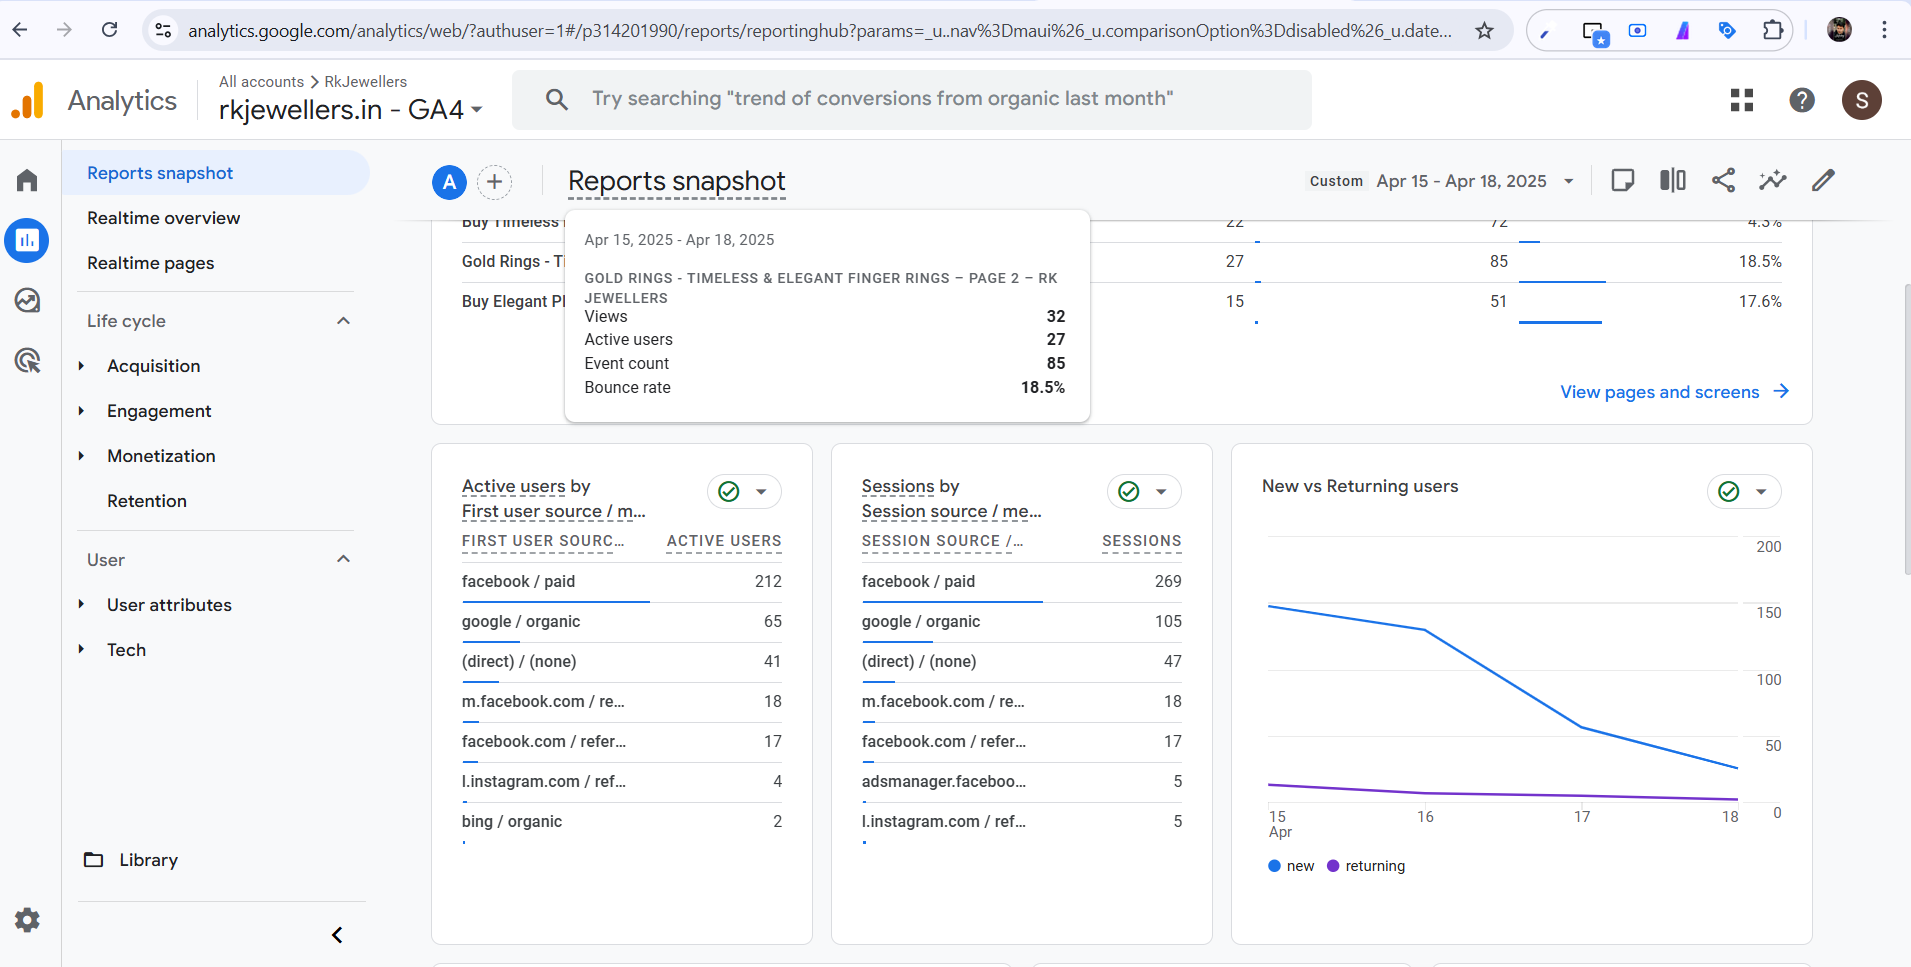 analytics.google.com/analytics/web/?authuser=1#/p314201990/reports/reportinghub?params=_u..nav%3Dmaui%26_u.comparisonOption%3Ddisabled%26_u.date...
Analytics
All accounts > RkJewellers
rkjewellers.in - GA4
Try searching "trend of conversions from organic last month"
S
Reports snapshot
Realtime overview
Realtime pages
Life cycle
Acquisition
Engagement
Monetization
Retention
User
User attributes
Tech
Library
A
Reports snapshot
Custom Apr 15 - Apr 18, 2025
Buy Timeless 22 72 4.3%
Gold Rings - Ti 27 85 18.5%
Buy Elegant Pl 15 51 17.6%
Apr 15, 2025 - Apr 18, 2025
GOLD RINGS - TIMELESS & ELEGANT FINGER RINGS – PAGE 2 – RK
JEWELLERS
Views 32
Active users 27
Event count 85
Bounce rate 18.5%
View pages and screens
Active users by
First user source / m...
FIRST USER SOURC... ACTIVE USERS
facebook / paid 212
google / organic 65
(direct) / (none) 41
m.facebook.com / re... 18
facebook.com / refer... 17
l.instagram.com / ref... 4
bing / organic 2
Sessions by
Session source / me...
SESSION SOURCE /... SESSIONS
facebook / paid 269
google / organic 105
(direct) / (none) 47
m.facebook.com / re... 18
facebook.com / refer... 17
adsmanager.faceboo... 5
l.instagram.com / ref... 5
New vs Returning users
200
150
100
50
0
15 16 17 18
Apr
new returning